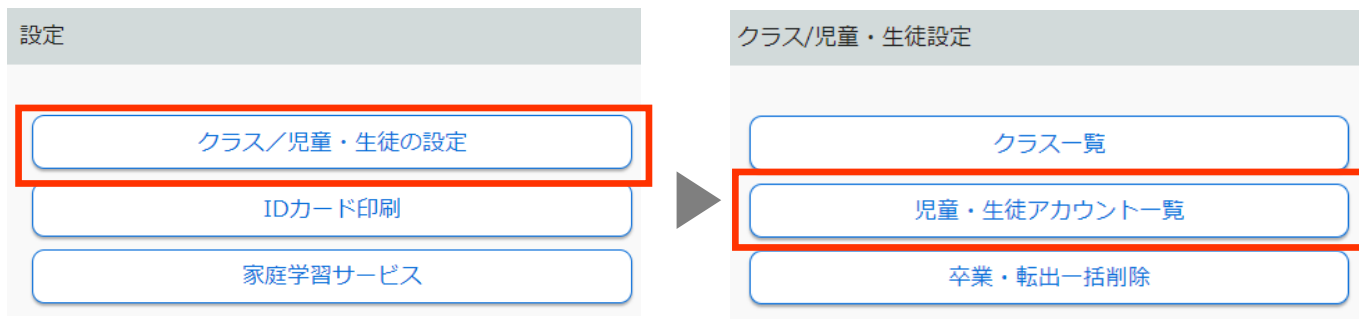 設定
クラス／児童・生徒の設定
IDカード印刷
家庭学習サービス
クラス/児童・生徒設定
クラス一覧
児童・生徒アカウント一覧
卒業・転出一括削除